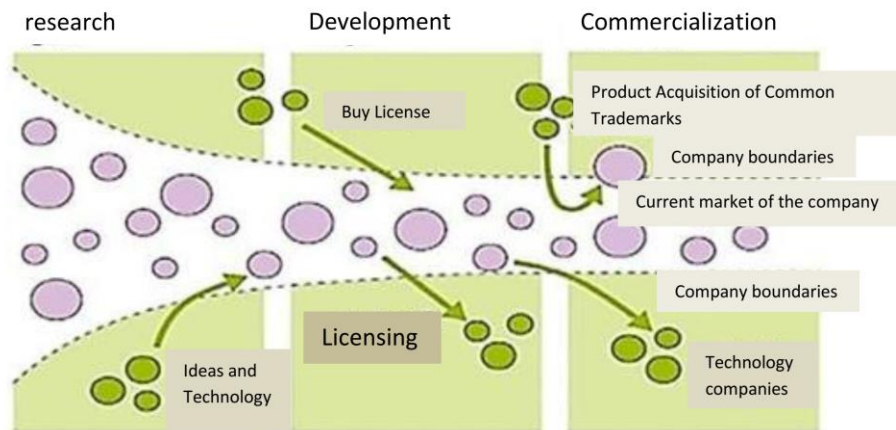 research
Development
Commercialization
Buy License
Product Acquisition of Common
Trademarks
Company boundaries
Current market of the company
Company boundaries
Licensing
Ideas and
Technology
Technology
companies